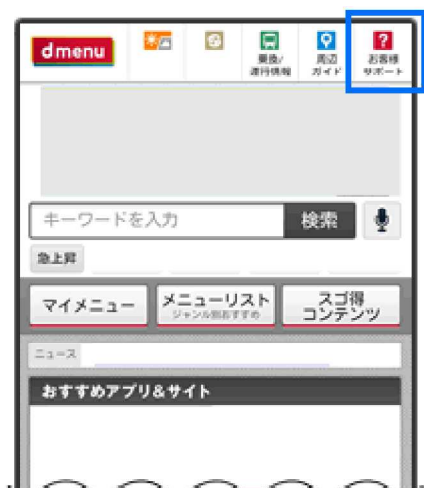 dmenu
乗換/
運行情報
周辺
ガイド
?
お客様
サポート
キーワードを入力
検索
急上昇
マイメニュー
メニューリスト
ジャンル別おすすめ
スゴ得
コンテンツ
ニュース
おすすめアプリ&サイト